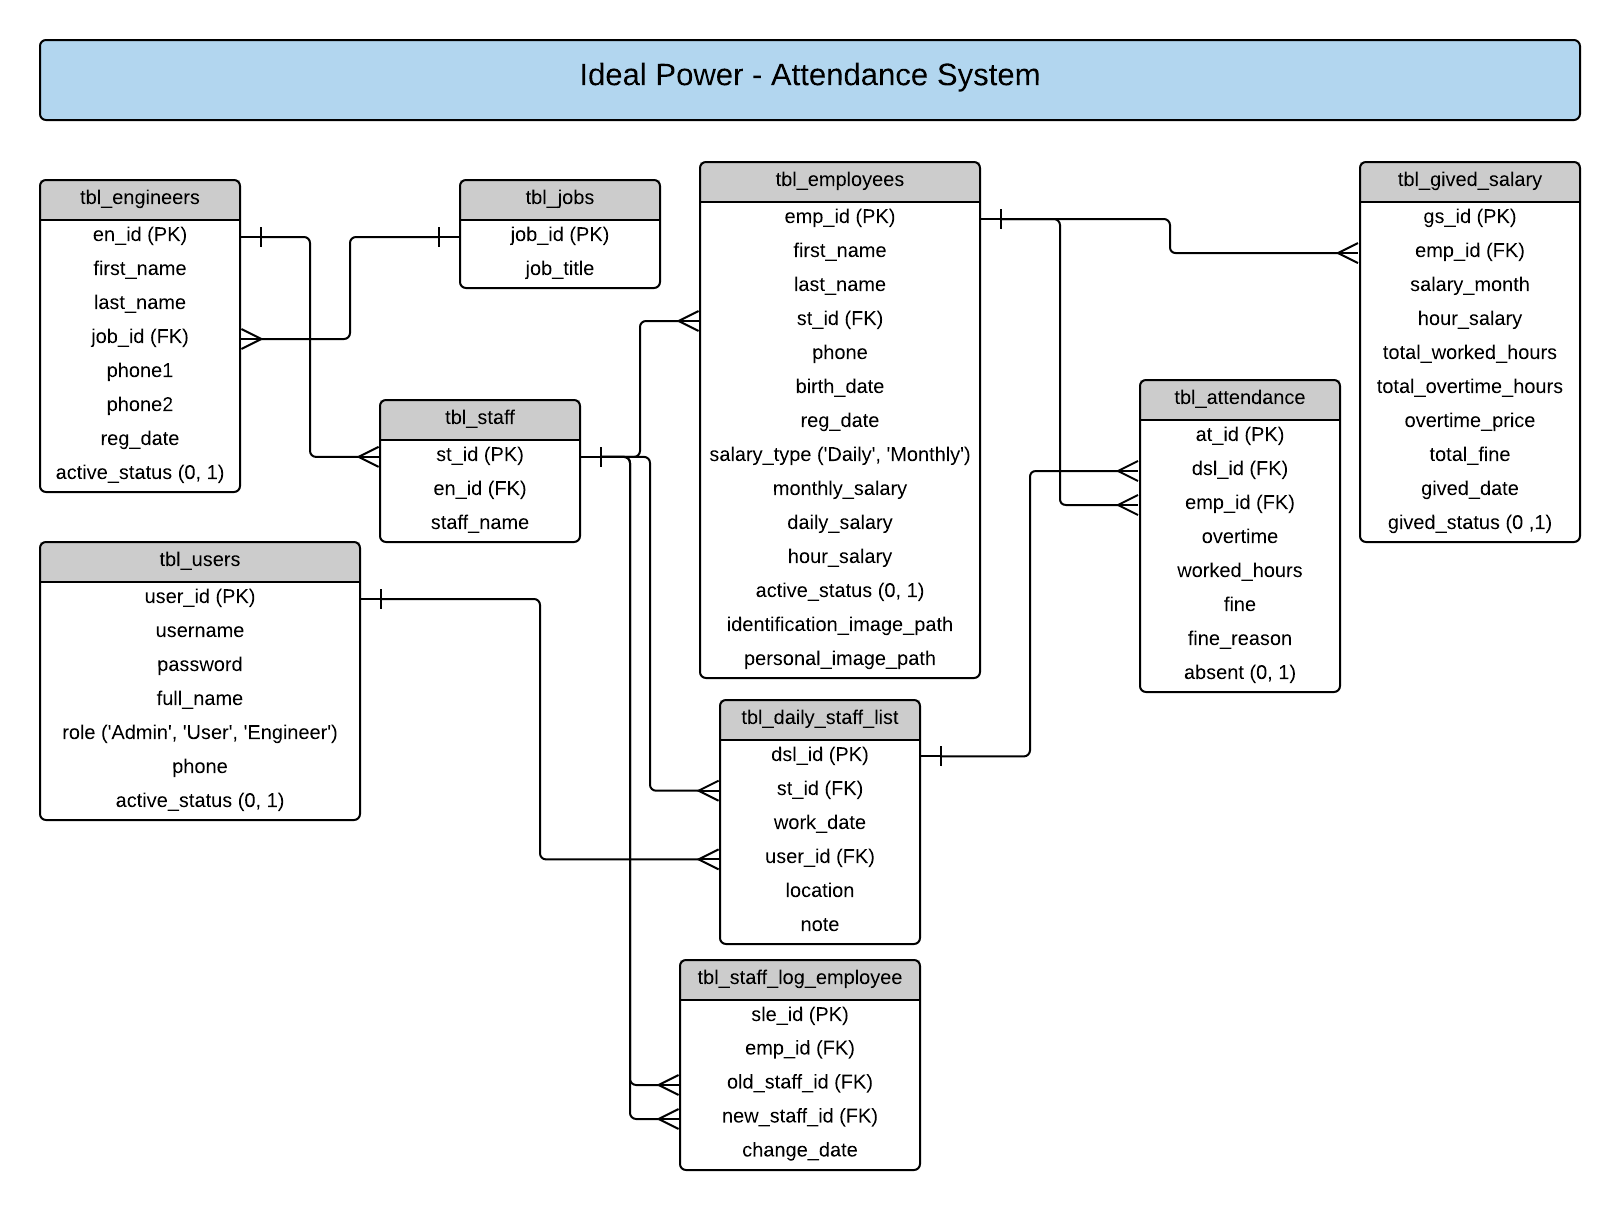 Ideal Power - Attendance System
tbl_engineers
en_id (PK)
first_name
last_name
job_id (FK)
phone1
phone2
reg_date
active_status (0, 1)
tbl_jobs
job_id (PK)
job_title
tbl_staff
st_id (PK)
en_id (FK)
staff_name
tbl_users
user_id (PK)
username
password
full_name
role ('Admin', 'User', 'Engineer')
phone
active_status (0, 1)
tbl_employees
emp_id (PK)
first_name
last_name
st_id (FK)
phone
birth_date
reg_date
salary_type ('Daily', 'Monthly')
monthly_salary
daily_salary
hour_salary
active_status (0, 1)
identification_image_path
personal_image_path
tbl_daily_staff_list
dsl_id (PK)
st_id (FK)
work_date
user_id (FK)
location
note
tbl_staff_log_employee
sle_id (PK)
emp_id (FK)
old_staff_id (FK)
new_staff_id (FK)
change_date
tbl_attendance
at_id (PK)
dsl_id (FK)
emp_id (FK)
overtime
worked_hours
fine
fine_reason
absent (0, 1)
tbl_gived_salary
gs_id (PK)
emp_id (FK)
salary_month
hour_salary
total_worked_hours
total_overtime_hours
overtime_price
total_fine
gived_date
gived_status (0 ,1)